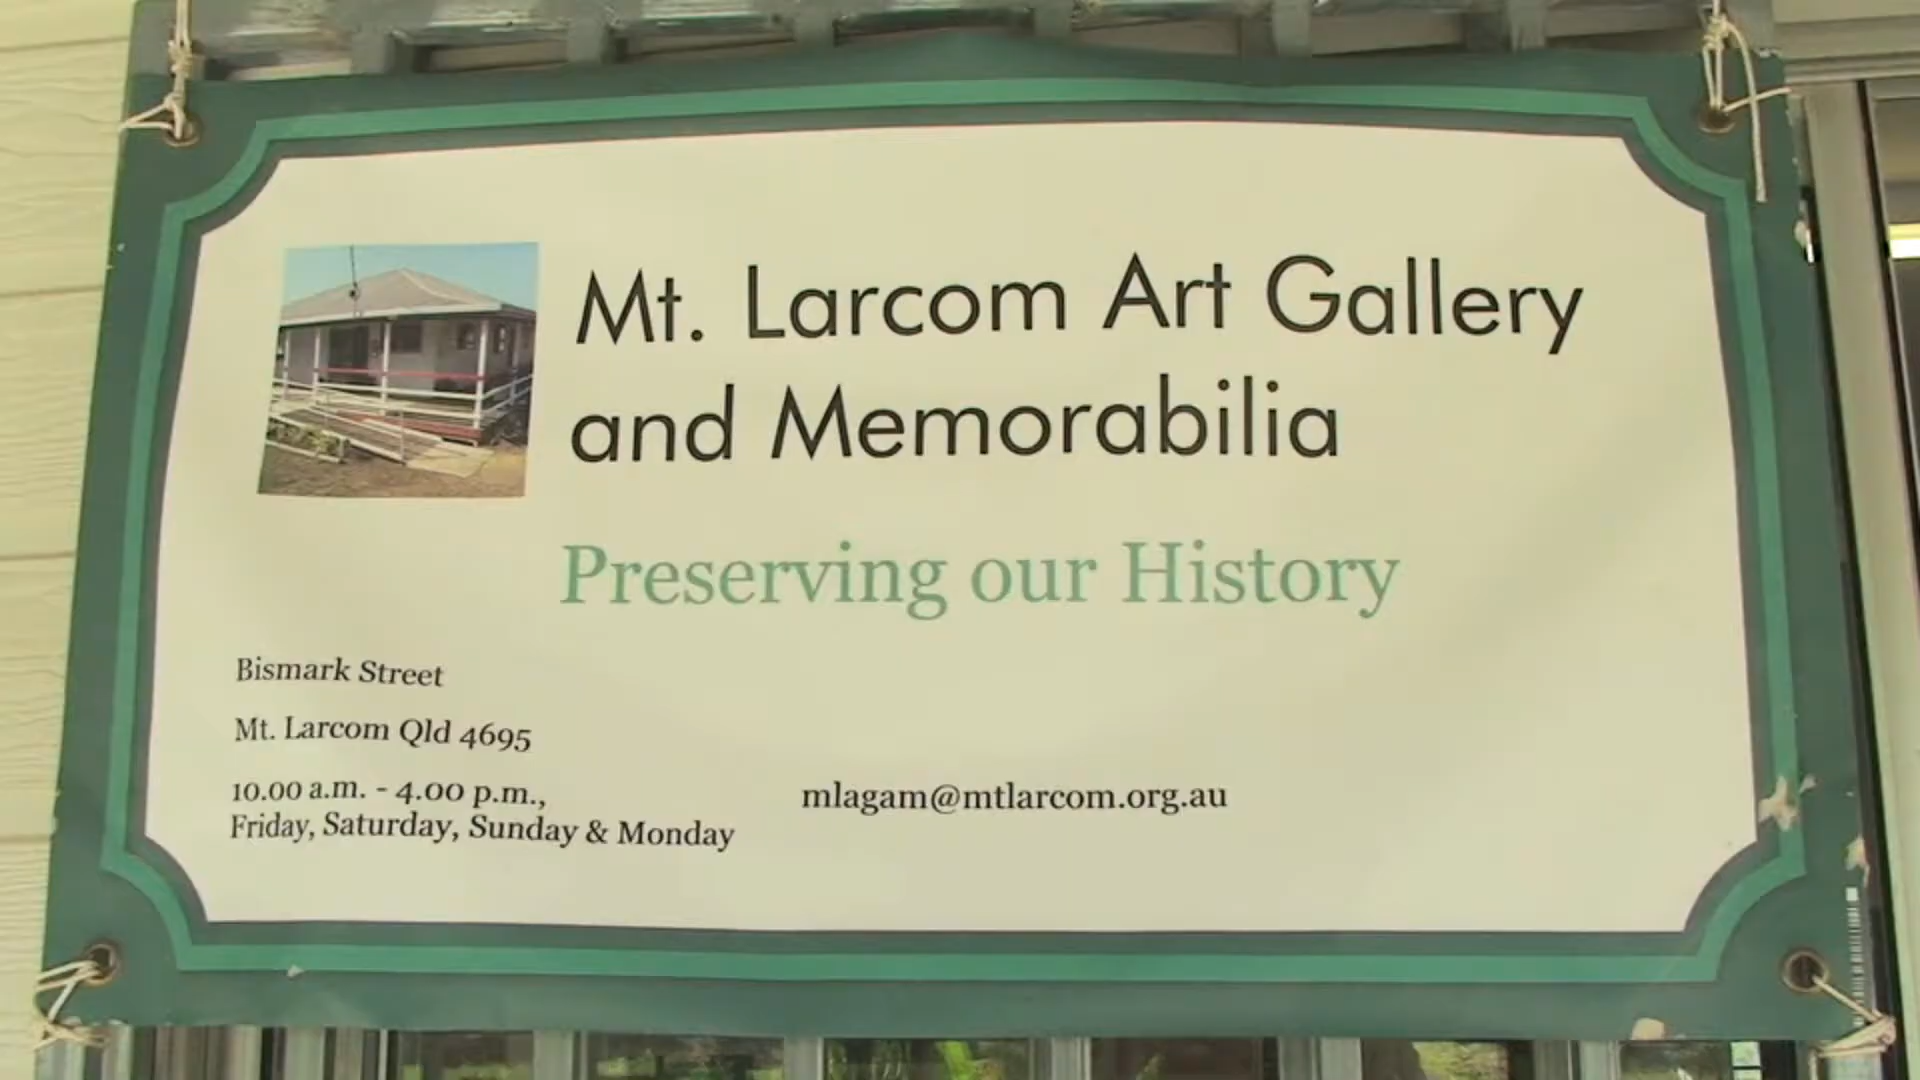 Mt. Larcom Art Gallery
and Memorabilia
Preserving our History
Bismark Street
Mt. Larcom Qld 4695
10.00 a.m. - 4.00 p.m.,
Friday, Saturday, Sunday & Monday
mlagam@mtlarcom.org.au